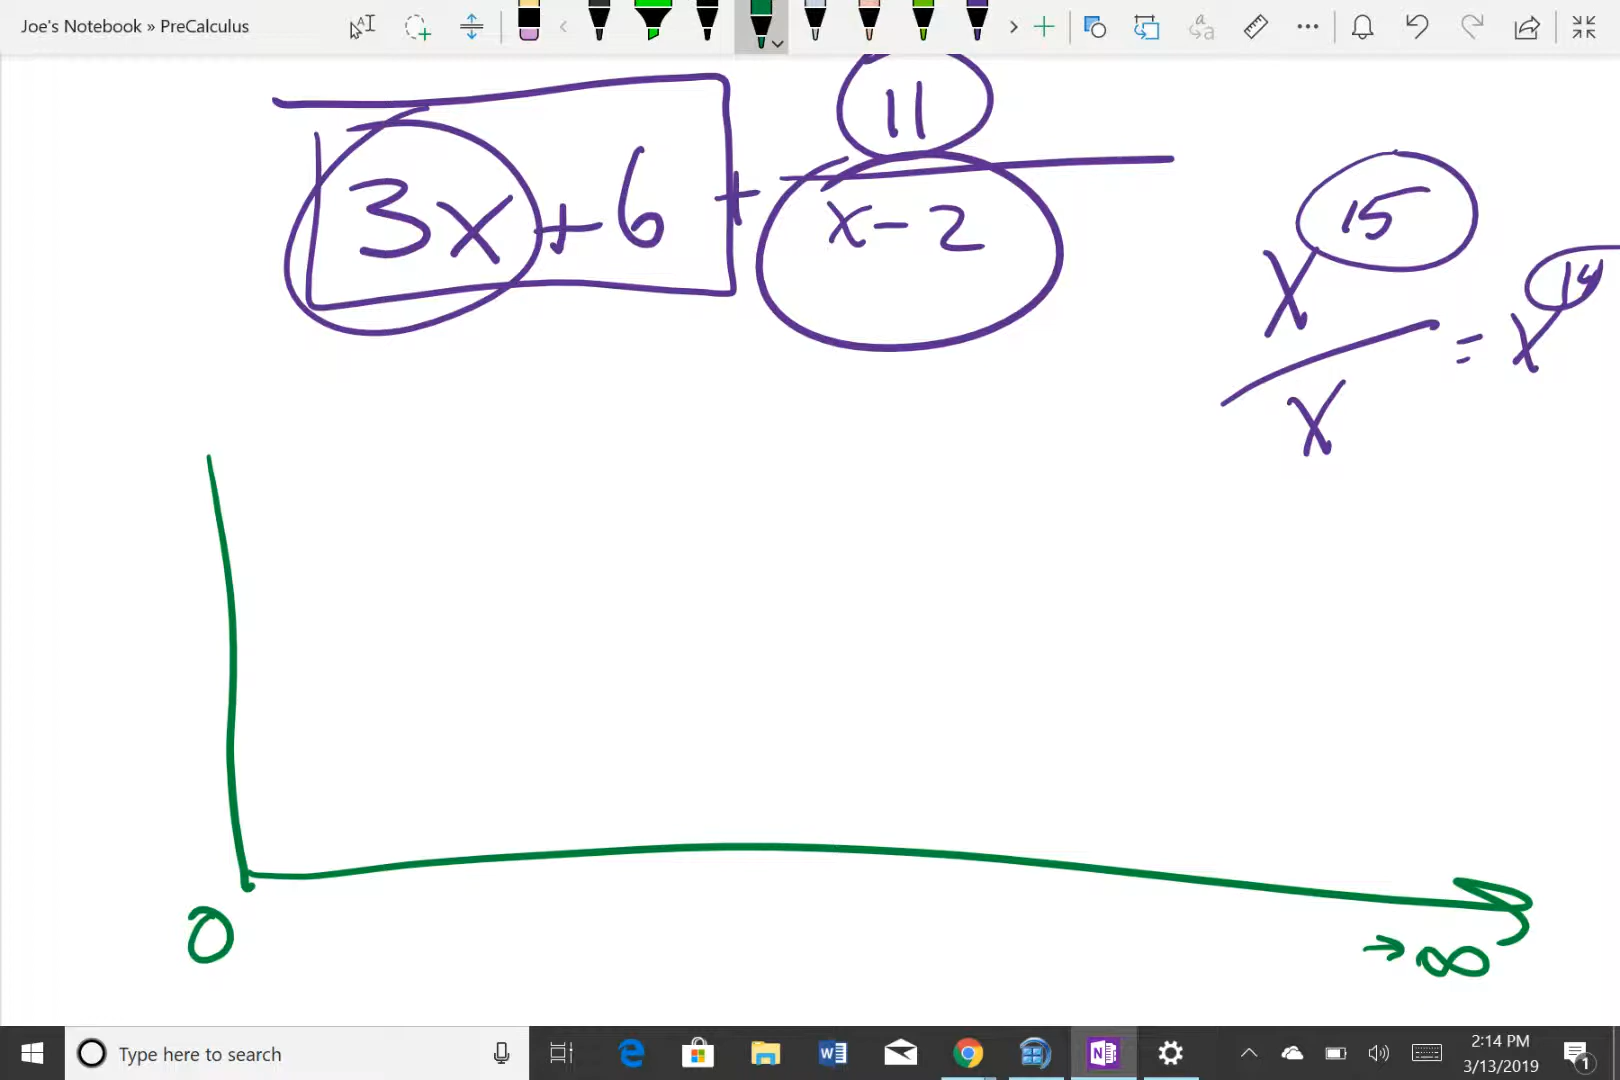 Joe's Notebook » PreCalculus
3x + 6 + 11
x - 2
x 15
x
= x 14
0
→ ∞
Type here to search
2:14 PM
3/13/2019
1